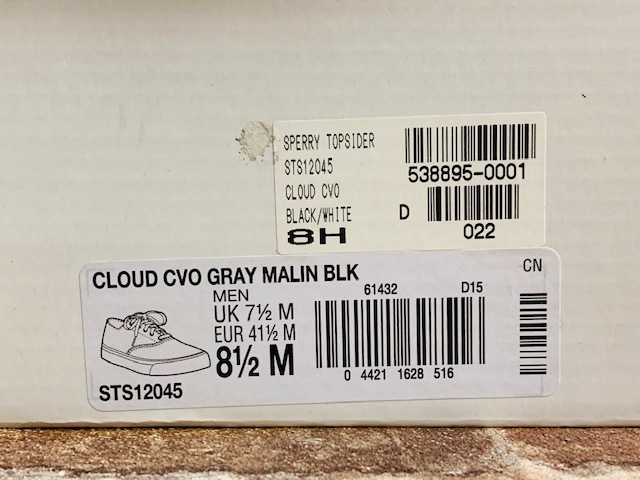 SPERRY TOPSIDER
STS12045
538895-0001
CLOUD CVO
BLACK/WHITE
D
8H
022
CLOUD CVO GRAY MALIN BLK
CN
MEN
61432
D15
UK 7½ M
EUR 41½ M
8½ M
0 4421 1628 516
STS12045